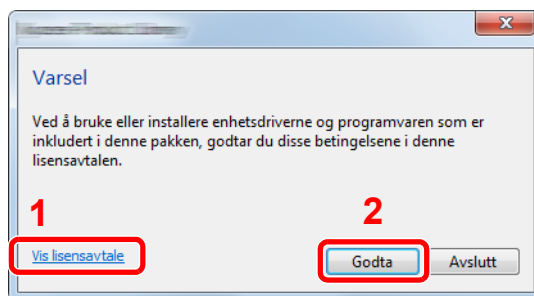 Varsel
Ved å bruke eller installere enhetsdriverne og programvaren som er
inkludert i denne pakken, godtar du disse betingelsene i denne
lisensavtalen.
1
2
Vis lisensavtale
Godta
Avslutt